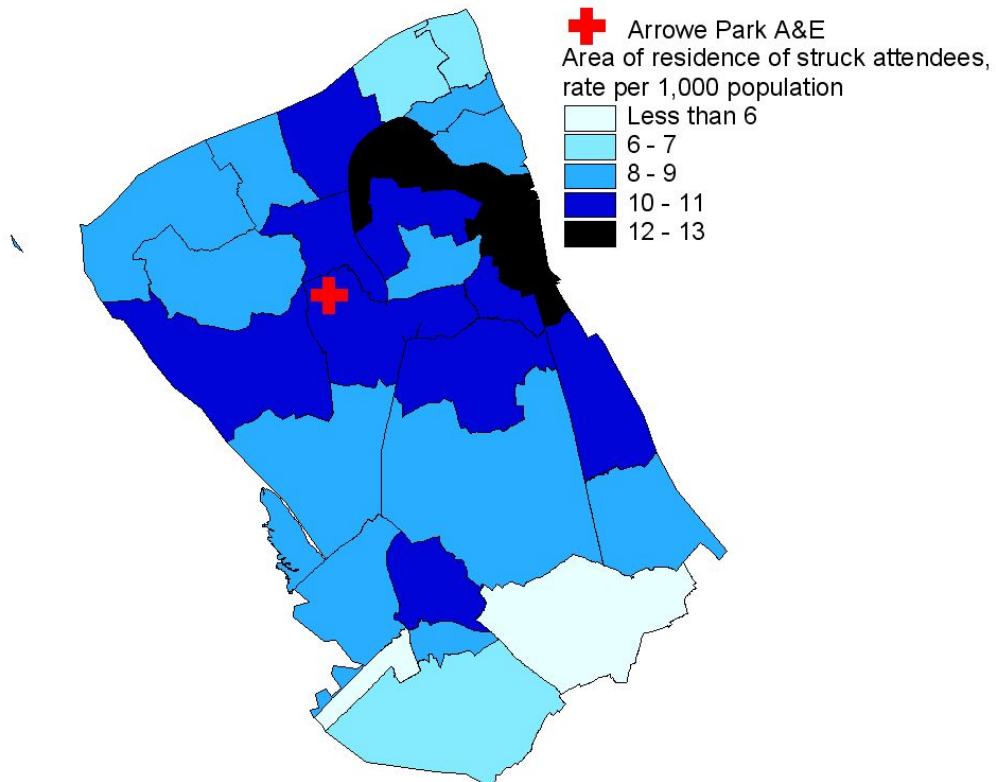 Arrowe Park A&E
Area of residence of struck attendees,
rate per 1,000 population
Less than 6
6 - 7
8 - 9
10 - 11
12 - 13